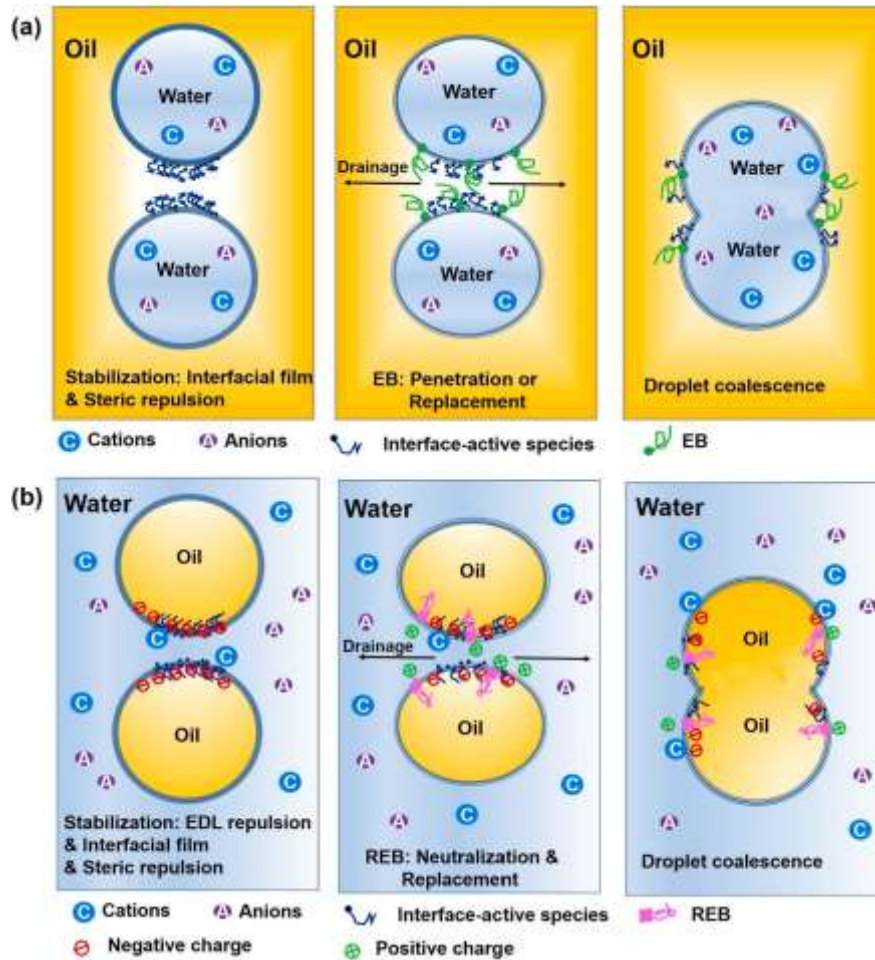 (a)
Oil
Water
Water
Stabilization: Interfacial film
& Steric repulsion
Oil
Water
Drainage
Water
EB: Penetration or
Replacement
Oil
Water
Water
Droplet coalescence
A
C
C
A
C
A
A
C
A
C
C
A
C
A
A
C
C
A
A
C
A
C
A
C
C
Cations
A
Anions
Interface-active species
EB
(b)
Water
Oil
Oil
Stabilization: EDL repulsion
& Interfacial film
& Steric repulsion
Water
Oil
Drainage
Oil
REB: Neutralization &
Replacement
Water
Oil
Oil
Droplet coalescence
C
C
A
A
A
C
C
C
A
A
A
C
C
A
C
A
A
C
C
A
A
A
C
C
A
A
A
C
C
C
C
A
A
C
C
Cations
A
Anions
Interface-active species
REB
Negative charge
Positive charge